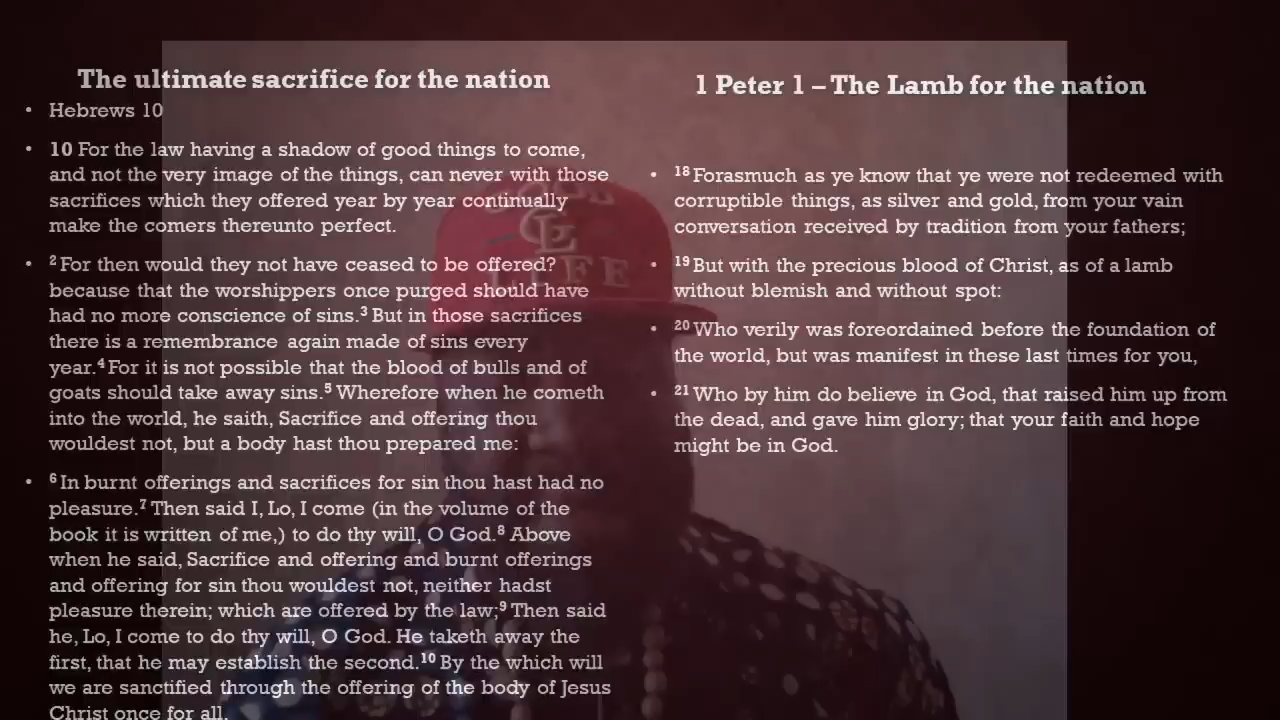 The ultimate sacrifice for the nation
• Hebrews 10
• 10 For the law having a shadow of good things to come,
and not the very image of the things, can never with those
sacrifices which they offered year by year continually
make the comers thereunto perfect.
• 2 For then would they not have ceased to be offered?
because that the worshippers once purged should have
had no more conscience of sins.3 But in those sacrifices
there is a remembrance again made of sins every
year.4 For it is not possible that the blood of bulls and of
goats should take away sins.5 Wherefore when he cometh
into the world, he saith, Sacrifice and offering thou
wouldest not, but a body hast thou prepared me:
• 6 In burnt offerings and sacrifices for sin thou hast had no
pleasure.7 Then said I, Lo, I come (in the volume of the
book it is written of me,) to do thy will, O God.8 Above
when he said, Sacrifice and offering and burnt offerings
and offering for sin thou wouldest not, neither hadst
pleasure therein; which are offered by the law;9 Then said
he, Lo, I come to do thy will, O God. He taketh away the
first, that he may establish the second.10 By the which will
we are sanctified through the offering of the body of Jesus
Christ once for all.
1 Peter 1 – The Lamb for the nation
• 18 Forasmuch as ye know that ye were not redeemed with
corruptible things, as silver and gold, from your vain
conversation received by tradition from your fathers;
• 19 But with the precious blood of Christ, as of a lamb
without blemish and without spot:
• 20 Who verily was foreordained before the foundation of
the world, but was manifest in these last times for you,
• 21 Who by him do believe in God, that raised him up from
the dead, and gave him glory; that your faith and hope
might be in God.
LIFE